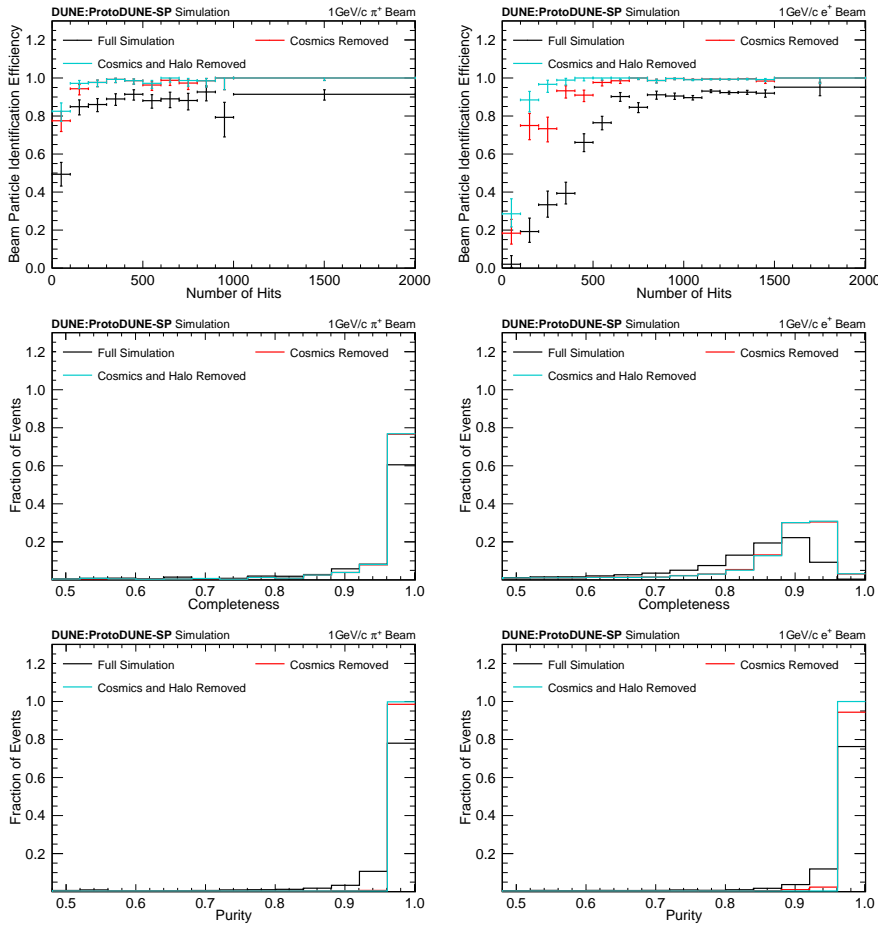 DUNE:ProtoDUNE-SP Simulation 1GeV/c π⁺ Beam
Full Simulation Cosmics Removed
Cosmics and Halo Removed
Beam Particle Identification Efficiency
1.2
1.0
0.8
0.6
0.4
0.2
0.0
0 500 1000 1500 2000
Number of Hits
DUNE:ProtoDUNE-SP Simulation 1GeV/c e⁺ Beam
Full Simulation Cosmics Removed
Cosmics and Halo Removed
Beam Particle Identification Efficiency
1.2
1.0
0.8
0.6
0.4
0.2
0.0
0 500 1000 1500 2000
Number of Hits
DUNE:ProtoDUNE-SP Simulation 1GeV/c π⁺ Beam
Full Simulation Cosmics Removed
Cosmics and Halo Removed
Fraction of Events
1.2
1.0
0.8
0.6
0.4
0.2
0.5 0.6 0.7 0.8 0.9 1.0
Completeness
DUNE:ProtoDUNE-SP Simulation 1GeV/c e⁺ Beam
Full Simulation Cosmics Removed
Cosmics and Halo Removed
Fraction of Events
1.2
1.0
0.8
0.6
0.4
0.2
0.5 0.6 0.7 0.8 0.9 1.0
Completeness
DUNE:ProtoDUNE-SP Simulation 1GeV/c π⁺ Beam
Full Simulation Cosmics Removed
Cosmics and Halo Removed
Fraction of Events
1.2
1.0
0.8
0.6
0.4
0.2
0.5 0.6 0.7 0.8 0.9 1.0
Purity
DUNE:ProtoDUNE-SP Simulation 1GeV/c e⁺ Beam
Full Simulation Cosmics Removed
Cosmics and Halo Removed
Fraction of Events
1.2
1.0
0.8
0.6
0.4
0.2
0.5 0.6 0.7 0.8 0.9 1.0
Purity